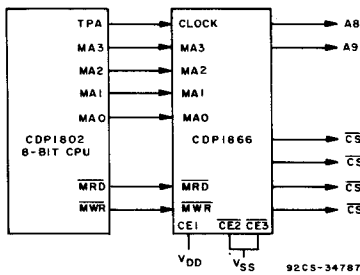 TPA CLOCK A8
MA3 MA3 A9
MA2 MA2
MA1 MA1
MA0 MA0
CDP1802
8-BIT CPU
CDP1866
CS
CS
MRD MRD CS
MWR MWR CS
CE1 CE2 CE3
VDD VSS
92CS-34787